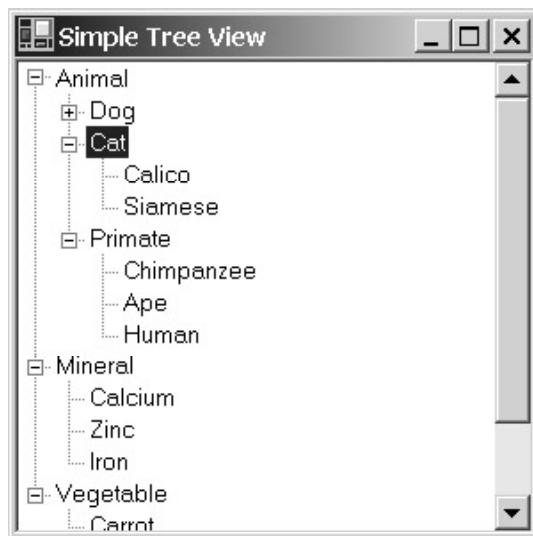 Simple Tree View
Animal
Dog
Cat
Calico
Siamese
Primate
Chimpanzee
Ape
Human
Mineral
Calcium
Zinc
Iron
Vegetable
Carrot